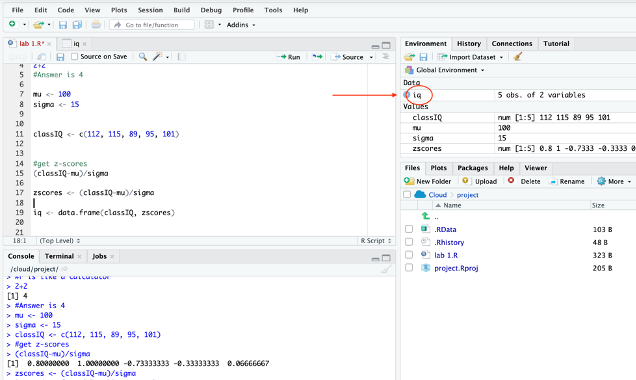 File Edit Code View Plots Session Build Debug Profile Tools Help
Go to file/function Addins
lab 1.R* × iq ×
Source on Save Run Source
4 2+2
5 #Answer is 4
6
7 mu <- 100
8 sigma <- 15
9
10
11 classIQ <- c(112, 115, 89, 95, 101)
12
13
14 #get z-scores
15 (classIQ-mu)/sigma
16
17 zscores <- (classIQ-mu)/sigma
18
19 iq <- data.frame(classIQ, zscores)
20
21
18:1 (Top Level) R Script
Console Terminal × Jobs ×
/cloud/project/
> #r is like a calculator
> 2+2
[1] 4
> #Answer is 4
> mu <- 100
> sigma <- 15
> classIQ <- c(112, 115, 89, 95, 101)
> #get z-scores
> (classIQ-mu)/sigma
[1] 0.80000000 1.00000000 -0.73333333 -0.33333333 0.06666667
> zscores <- (classIQ-mu)/sigma
Environment History Connections Tutorial
Import Dataset
Global Environment
Data
iq 5 obs. of 2 variables
Values
classIQ num [1:5] 112 115 89 95 101
mu 100
sigma 15
zscores num [1:5] 0.8 1 -0.7333 -0.3333 0
Files Plots Packages Help Viewer
New Folder Upload Delete Rename More
Cloud project
Name Size
..
.RData 103 B
.Rhistory 48 B
lab 1.R 323 B
project.Rproj 205 B